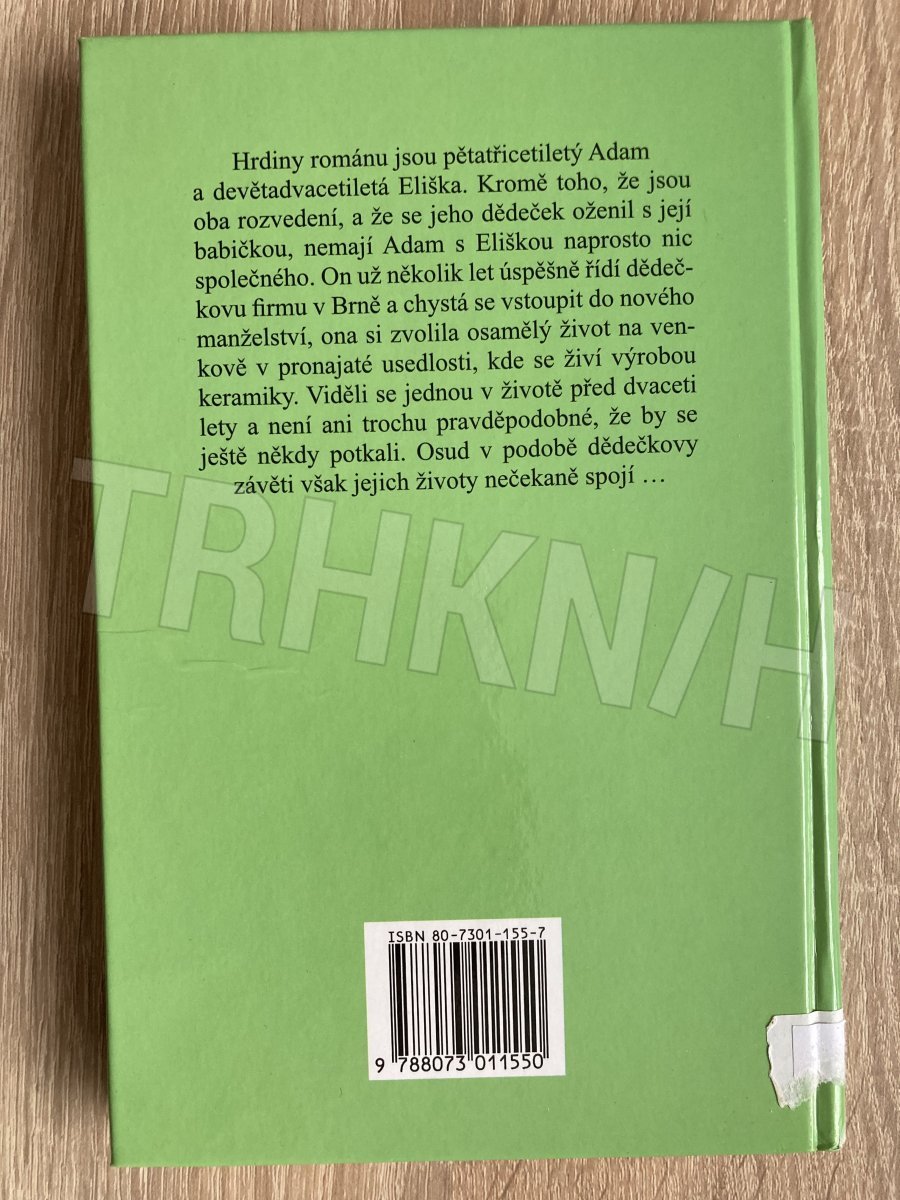 Hrdiny románu jsou pětatřicetiletý Adam
a devětadvacetiletá Eliška. Kromě toho, že jsou
oba rozvedení, a že se jeho dědeček oženil s její
babičkou, nemají Adam s Eliškou naprosto nic
společného. On už několik let úspěšně řídí děde-
čkovu firmu v Brně a chystá se vstoupit do nového
manželství, ona si zvolila osamělý život na ven-
kově v pronajaté usedlosti, kde se živí výrobou
keramiky. Viděli se jednou v životě před dvaceti
lety a není ani trochu pravděpodobné, že by se
ještě někdy potkali. Osud v podobě dědečkovy
závěti však jejich životy nečekaně spojí ...
TRHKNIH
ISBN 80-7301-155-7
9 788073 011550